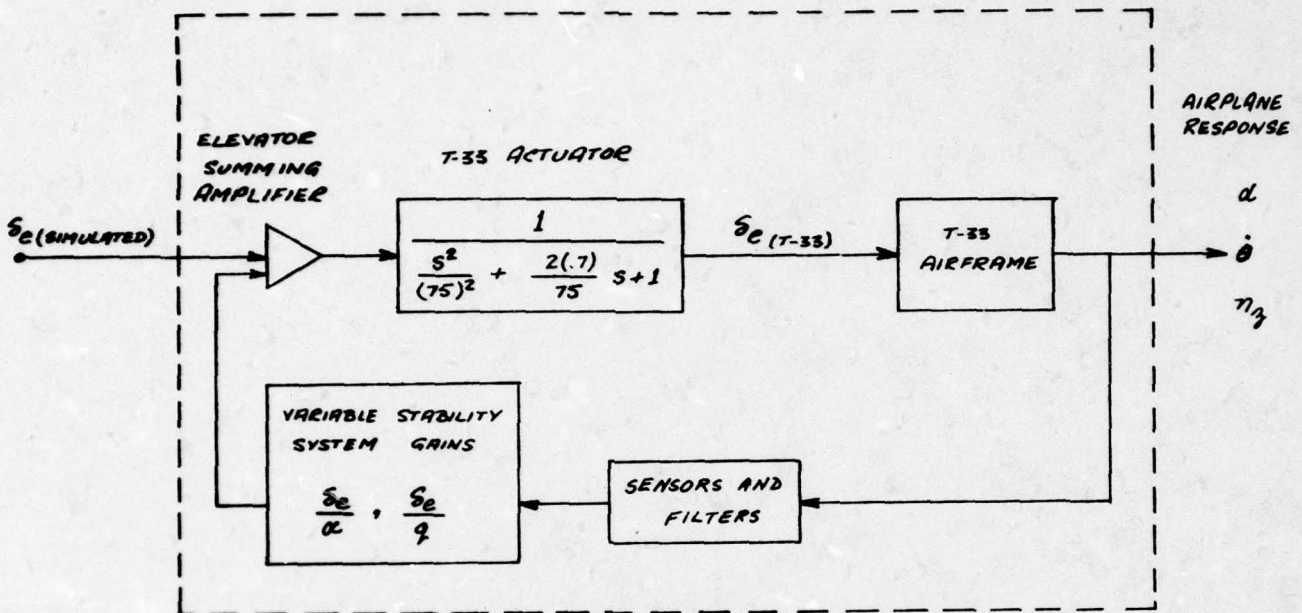 AIRPLANE
RESPONSE
α
θ̇
n_z
ELEVATOR
SUMMING
AMPLIFIER
T-33 ACTUATOR
δe (SIMULATED)
1
s²
(75)²
+
2(.7)
75
s+1
δe (T-33)
T-33
AIRFRAME
VARIABLE STABILITY
SYSTEM GAINS
δe
α
,
δe
q
SENSORS AND
FILTERS